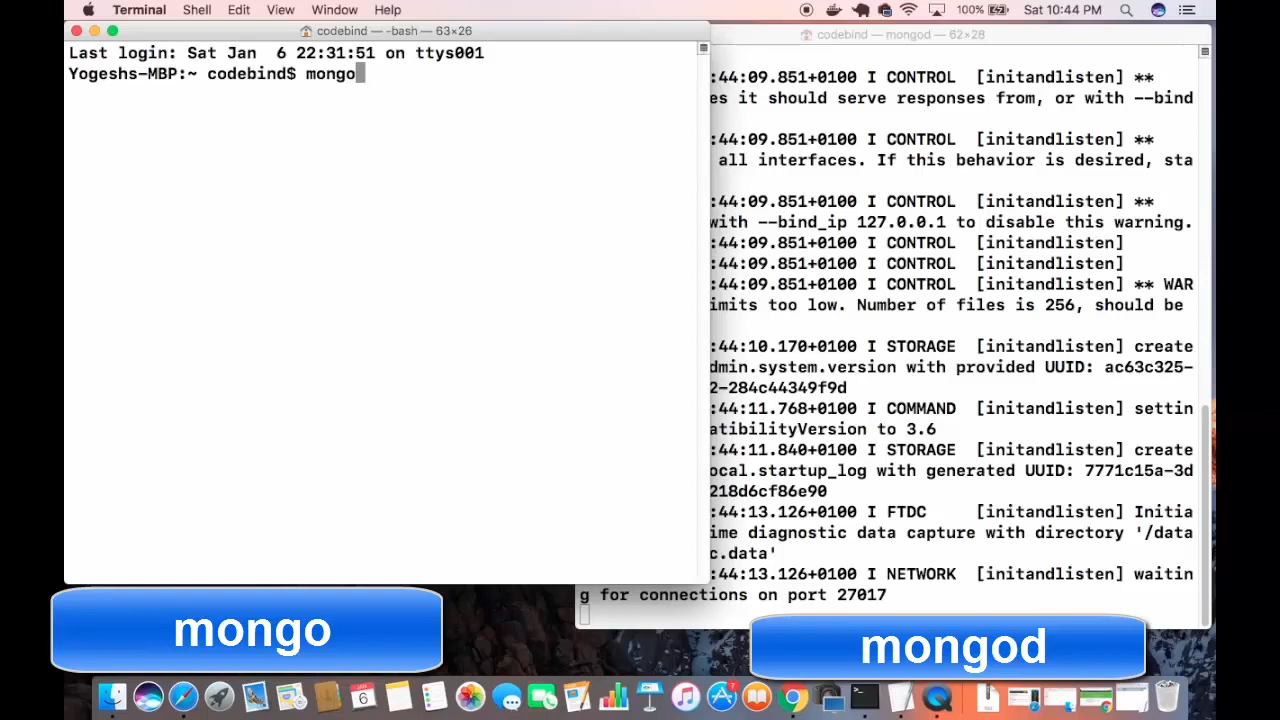 Terminal Shell Edit View Window Help 100% Sat 10:44 PM
codebind — -bash — 63×26
Last login: Sat Jan  6 22:31:51 on ttys001
Yogeshs-MBP:~ codebind$ mongo
codebind — mongod — 62×28
:44:09.851+0100 I CONTROL  [initandlisten] **
es it should serve responses from, or with --bind
:44:09.851+0100 I CONTROL  [initandlisten] **
all interfaces. If this behavior is desired, sta
:44:09.851+0100 I CONTROL  [initandlisten] **
with --bind_ip 127.0.0.1 to disable this warning.
:44:09.851+0100 I CONTROL  [initandlisten]
:44:09.851+0100 I CONTROL  [initandlisten]
:44:09.851+0100 I CONTROL  [initandlisten] ** WAR
imits too low. Number of files is 256, should be
:44:10.170+0100 I STORAGE  [initandlisten] create
dmin.system.version with provided UUID: ac63c325-
2-284c44349f9d
:44:11.768+0100 I COMMAND  [initandlisten] settin
atibilityVersion to 3.6
:44:11.840+0100 I STORAGE  [initandlisten] create
ocal.startup_log with generated UUID: 7771c15a-3d
218d6cf86e90
:44:13.126+0100 I FTDC     [initandlisten] Initia
ime diagnostic data capture with directory '/data
c.data'
:44:13.126+0100 I NETWORK  [initandlisten] waitin
g for connections on port 27017
mongo
mongod